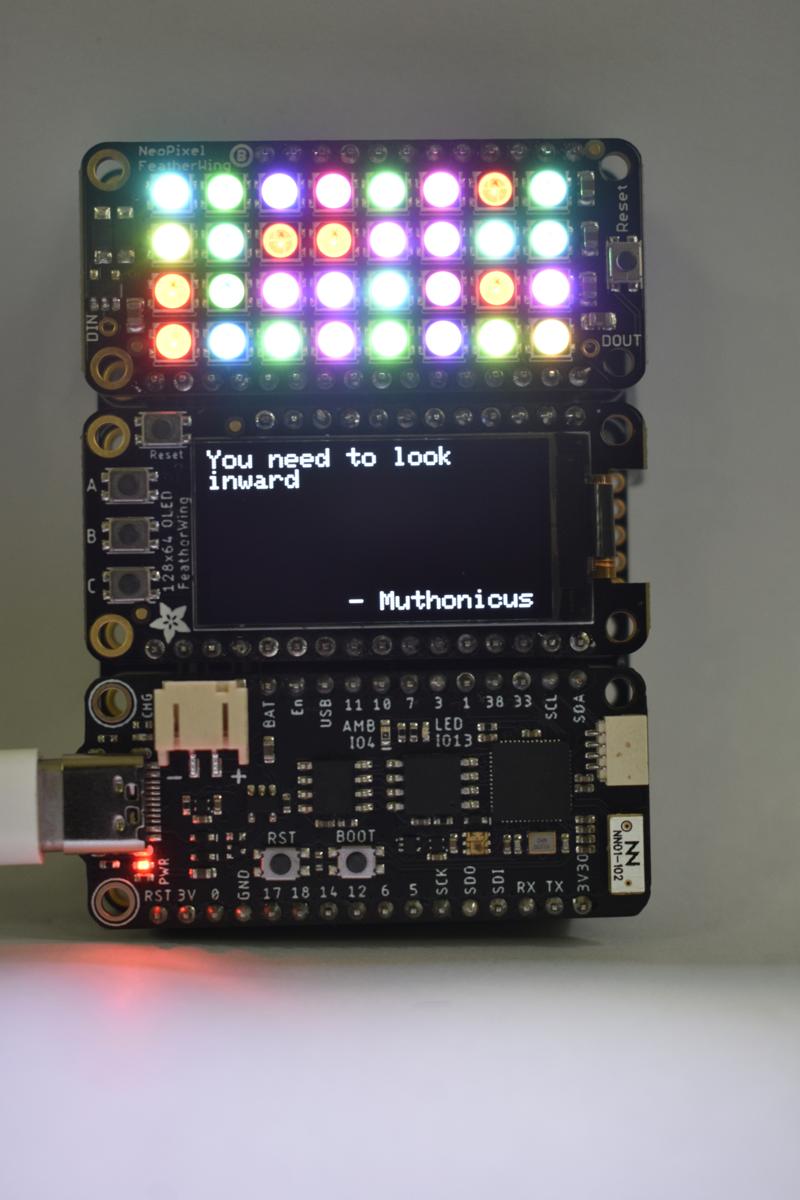 NeoPixel
FeatherWing
B
Reset
DIN
DOUT
Reset
A
B
C
128x64 OLED
FeatherWing
You need to look
inward
- Muthonicus
CHG
BAT
En
USB
11
10
7
3
1
38
33
SCL
SDA
AMB
IO4
LED
IO13
- +
RST
BOOT
PWR
NN
NN01-102
RST
3V
0
GND
17
18
14
12
6
5
SCK
SDO
SDI
RX
TX
3V30